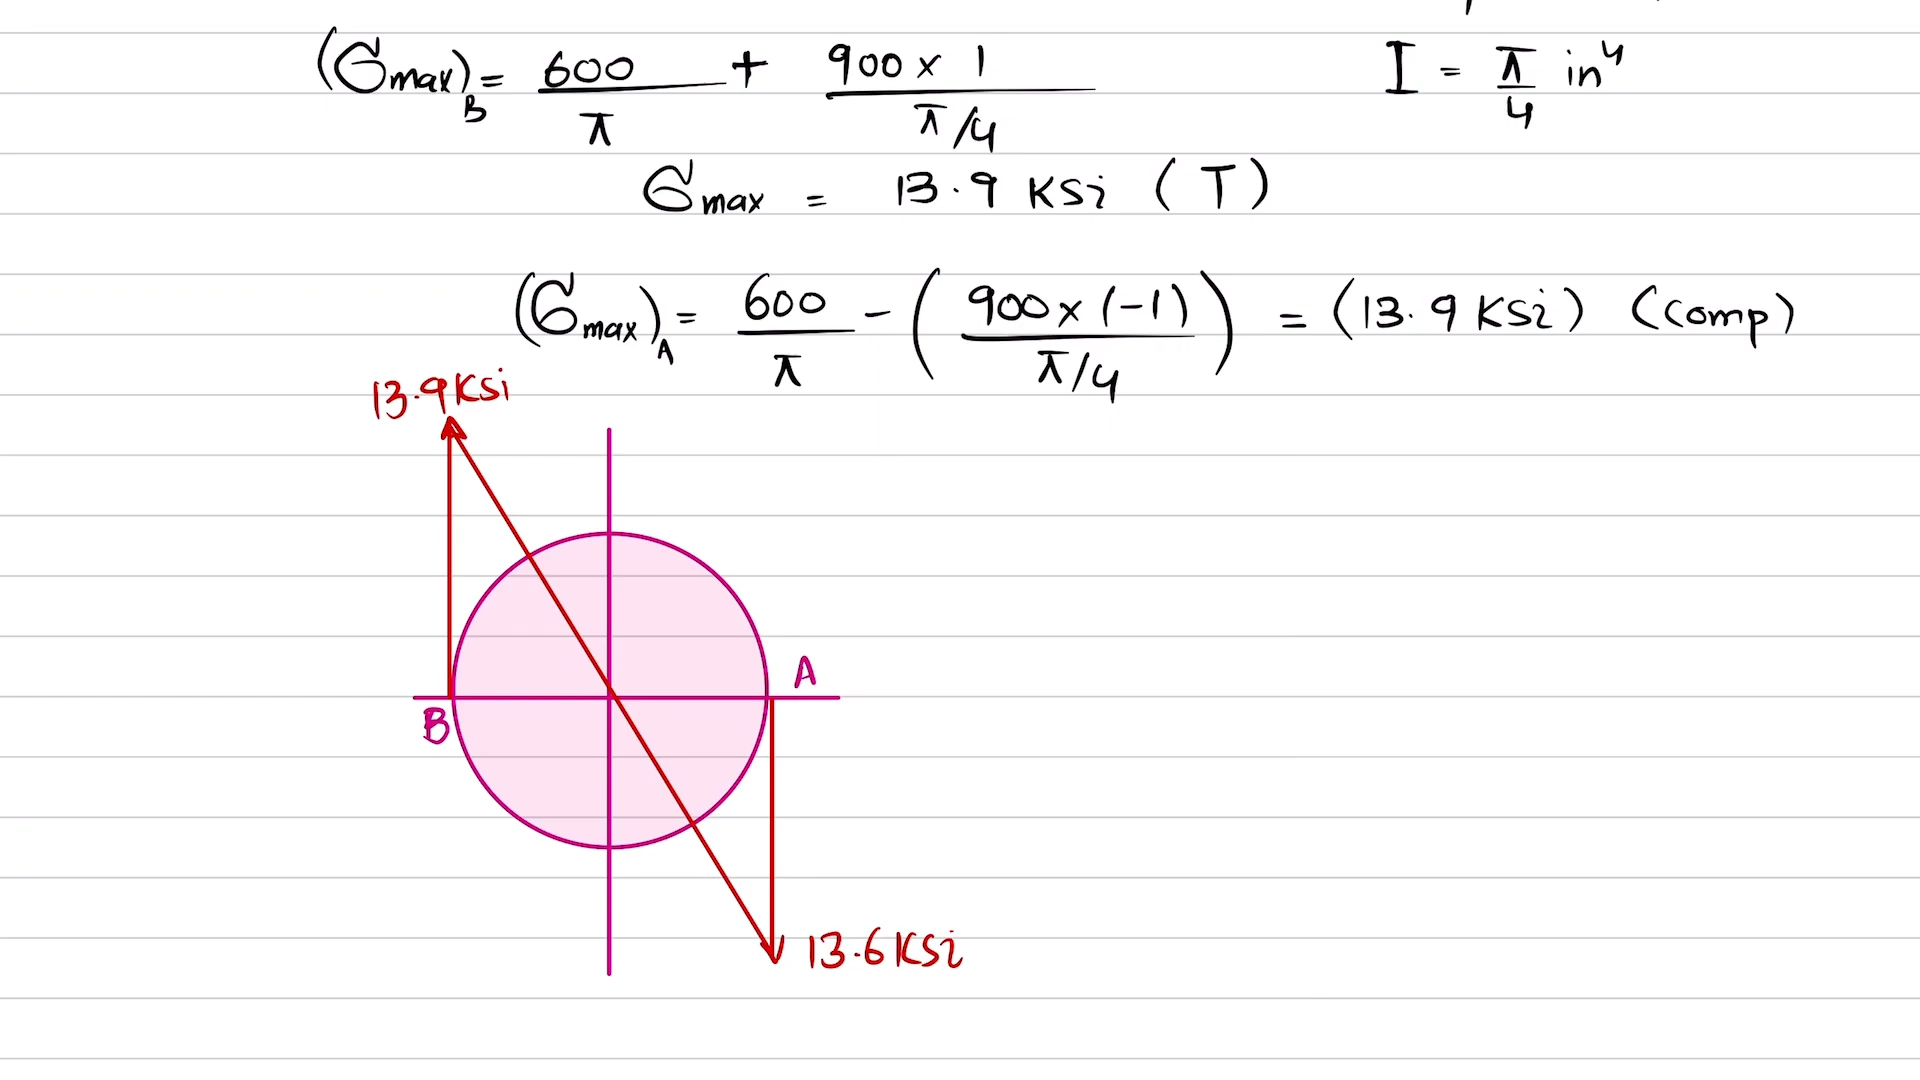 (σmax)B = 600/π + 900 x 1/π/4
I = π/4 in⁴
σmax = 13.9 Ksi (T)
(σmax)A = 600/π - (900 x (-1)/π/4) = (13.9 Ksi) (comp)
13.9 Ksi
A
B
13.6 Ksi